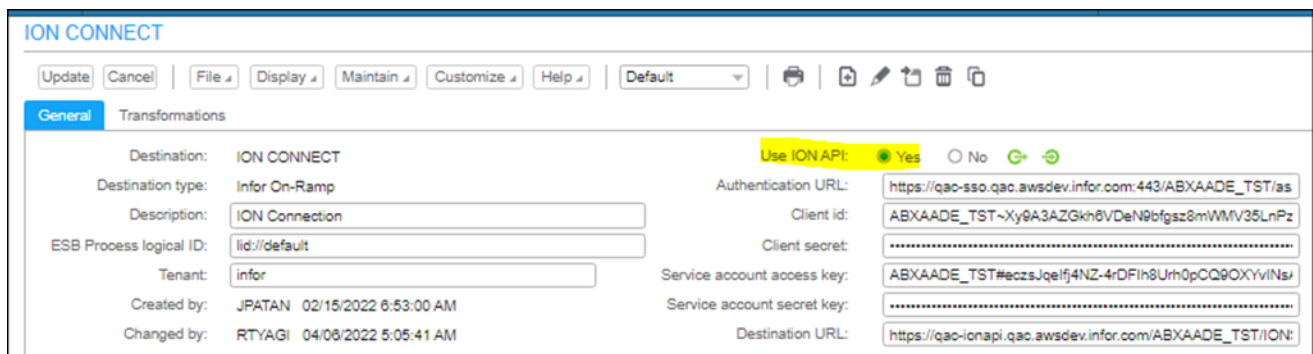 ION CONNECT
Update Cancel File Display Maintain Customize Help Default
General Transformations
Destination: ION CONNECT Use ION API: Yes No
Destination type: Infor On-Ramp Authentication URL: https://qac-sso.qac.awsdev.infor.com:443/ABXAADE_TST/as
Description: ION Connection Client id: ABXAADE_TST~Xy9A3AZGkh6VDeN9bfgsz8mWMV35LnPz
ESB Process logical ID: lid://default Client secret:
Tenant: infor Service account access key: ABXAADE_TST#eczsJqelfj4NZ-4rDFIh8Urh0pCQ9OXYvINsA
Created by: JPATAN 02/15/2022 6:53:00 AM Service account secret key:
Changed by: RTYAGI 04/06/2022 5:05:41 AM Destination URL: https://qac-ionapi.qac.awsdev.infor.com/ABXAADE_TST/ION